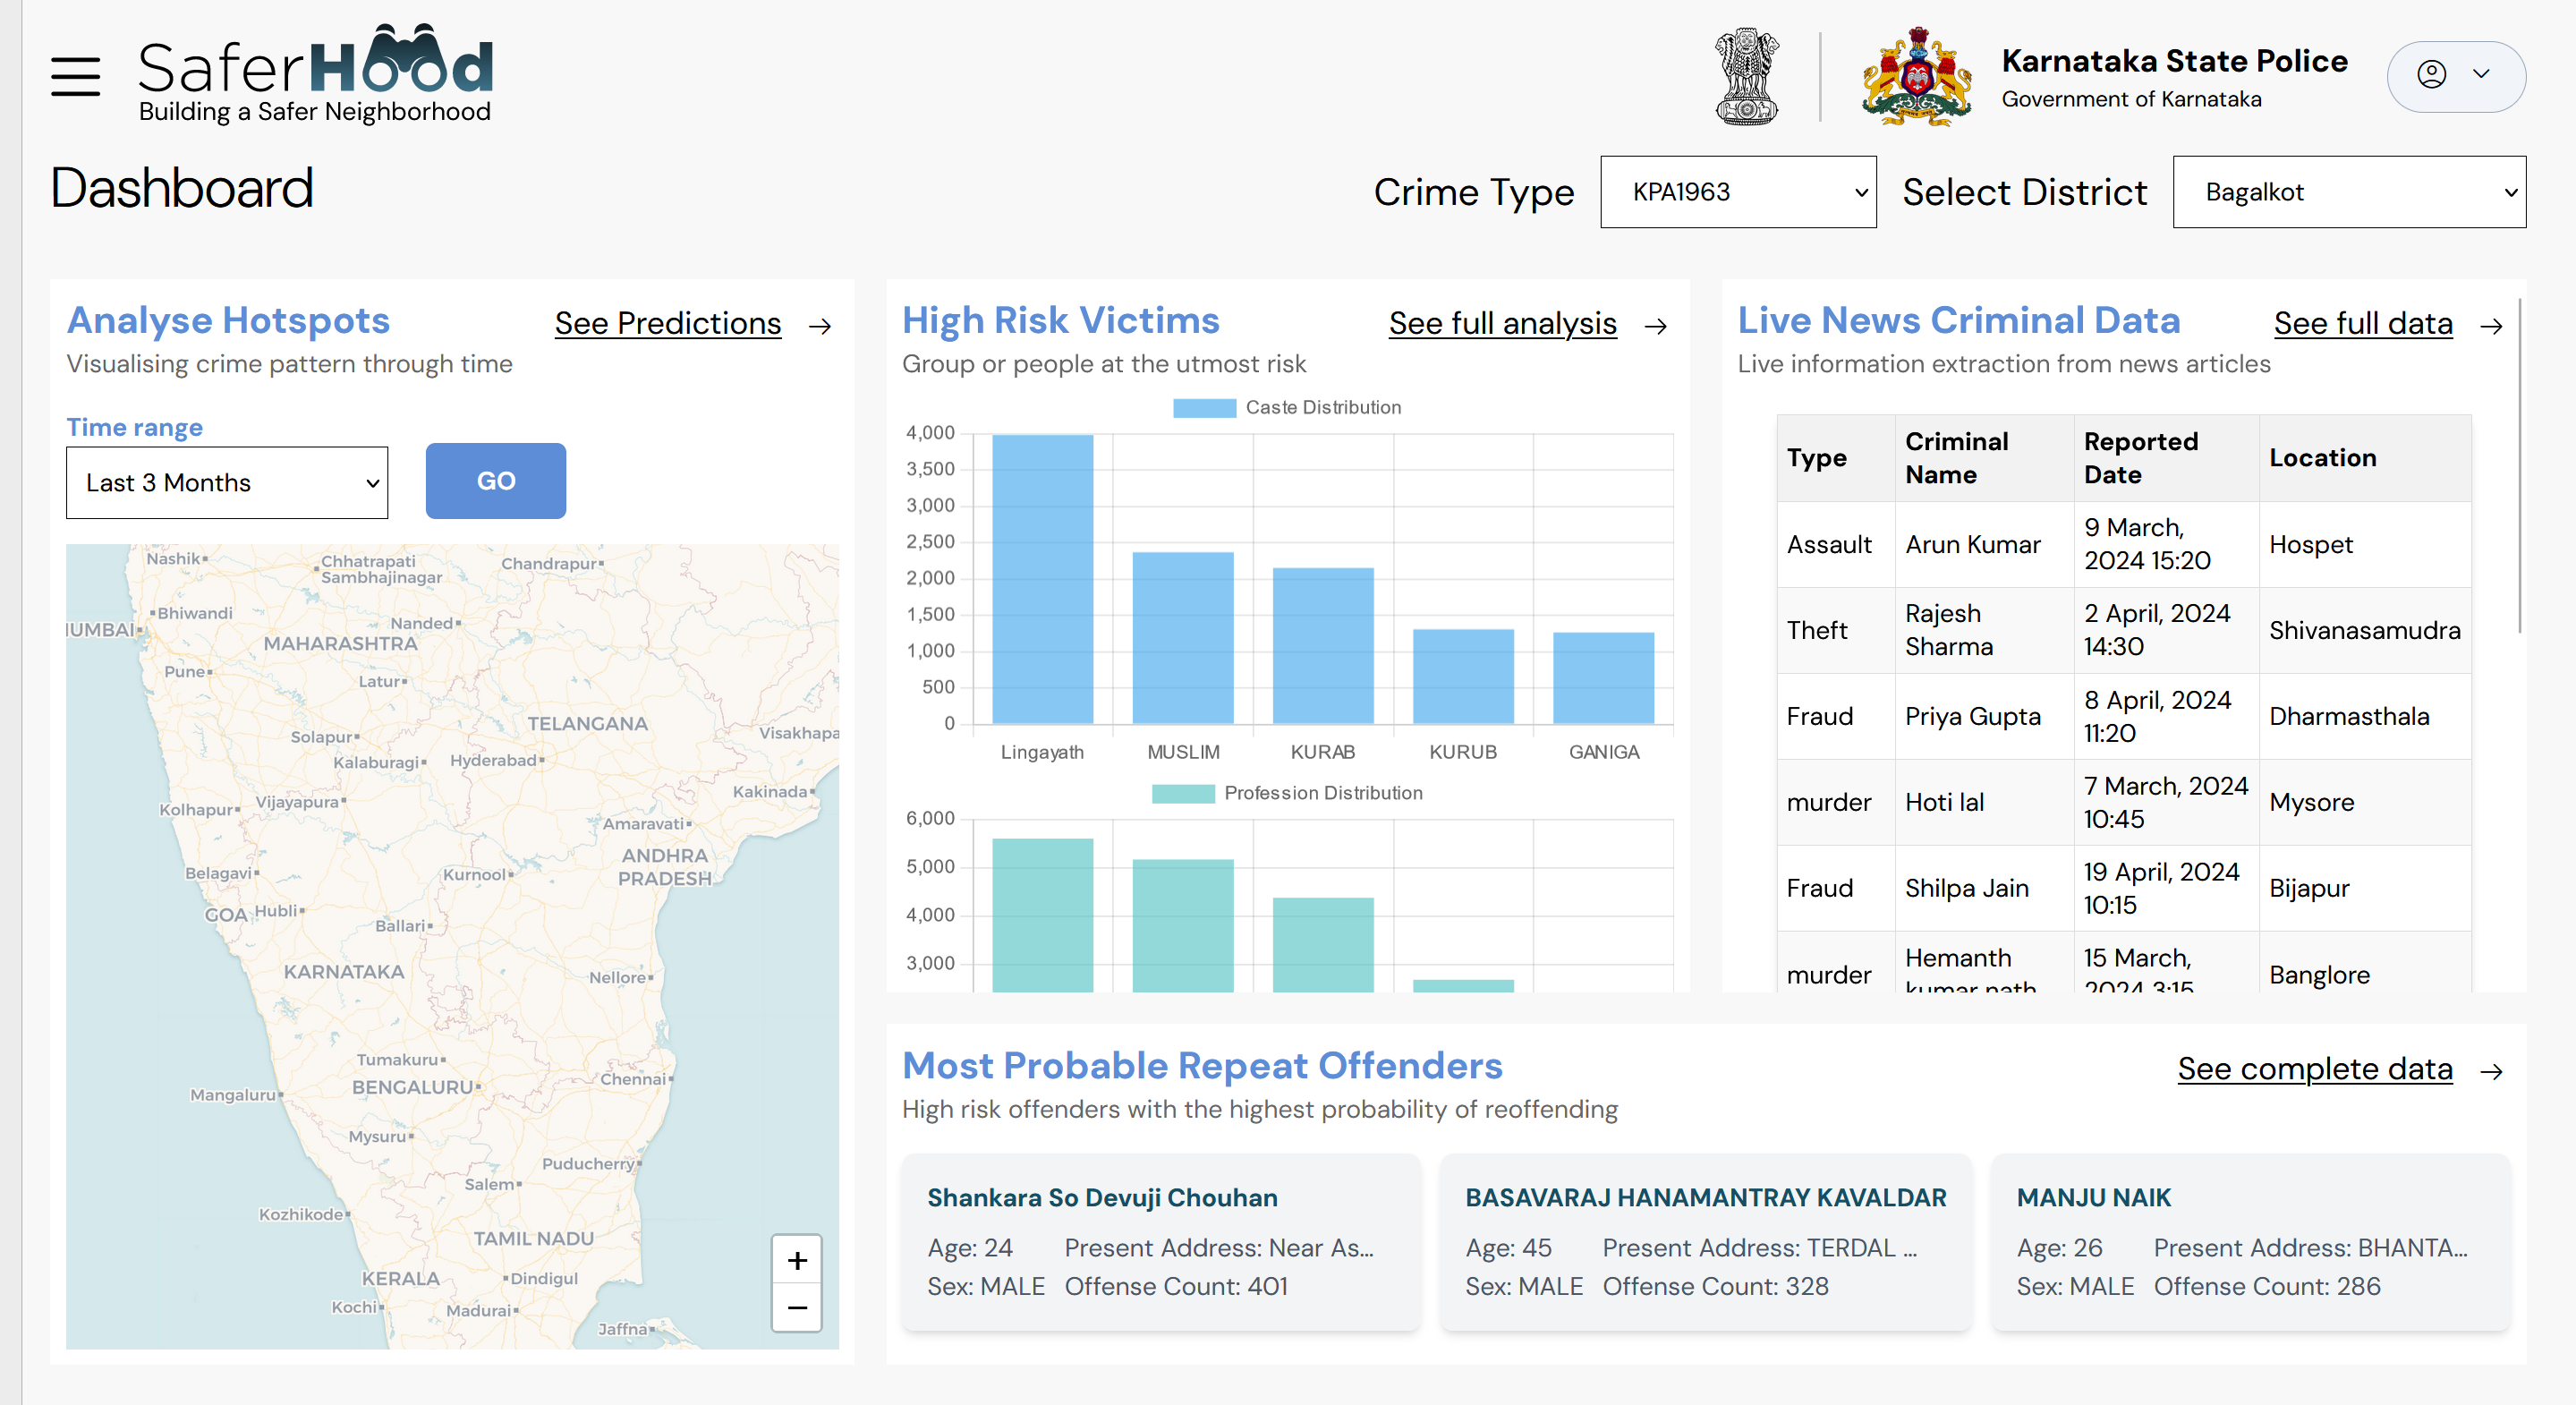 SaferHood
Building a Safer Neighborhood
Karnataka State Police
Government of Karnataka
Dashboard
Crime Type
KPA1963
Select District
Bagalkot
Analyse Hotspots
See Predictions →
Visualising crime pattern through time
Time range
Last 3 Months
GO
Nashik
Chhatrapati
Sambhajinagar
Chandrapur
Bhiwandi
UMBAI
Nanded
MAHARASHTRA
Pune
Latur
TELANGANA
Solapur
Visakhapa
Kalaburagi
Hyderabad
Kakinada
Kolhapur
Vijayapura
Amaravati
ANDHRA
PRADESH
Belagavi
Kurnool
GOA
Hubli
Ballari
KARNATAKA
Nellore
Tumakuru
BENGALURU
Chennai
Mangaluru
Mysuru
Puducherry
Salem
Kozhikode
TAMIL NADU
KERALA
Dindigul
Kochi
Madurai
Jaffna
+
−
High Risk Victims
See full analysis →
Group or people at the utmost risk
Caste Distribution
4,000
3,500
3,000
2,500
2,000
1,500
1,000
500
0
Lingayath MUSLIM KURAB KURUB GANIGA
Profession Distribution
6,000
5,000
4,000
3,000
Live News Criminal Data
See full data →
Live information extraction from news articles
Type Criminal Name Reported Date Location
Assault Arun Kumar 9 March, 2024 15:20 Hospet
Theft Rajesh Sharma 2 April, 2024 14:30 Shivanasamudra
Fraud Priya Gupta 8 April, 2024 11:20 Dharmasthala
murder Hoti lal 7 March, 2024 10:45 Mysore
Fraud Shilpa Jain 19 April, 2024 10:15 Bijapur
murder Hemanth kumar nath 15 March, 2024 3:15 Banglore
Most Probable Repeat Offenders
See complete data →
High risk offenders with the highest probability of reoffending
Shankara So Devuji Chouhan
Age: 24 Present Address: Near As...
Sex: MALE Offense Count: 401
BASAVARAJ HANAMANTRAY KAVALDAR
Age: 45 Present Address: TERDAL ...
Sex: MALE Offense Count: 328
MANJU NAIK
Age: 26 Present Address: BHANTA...
Sex: MALE Offense Count: 286